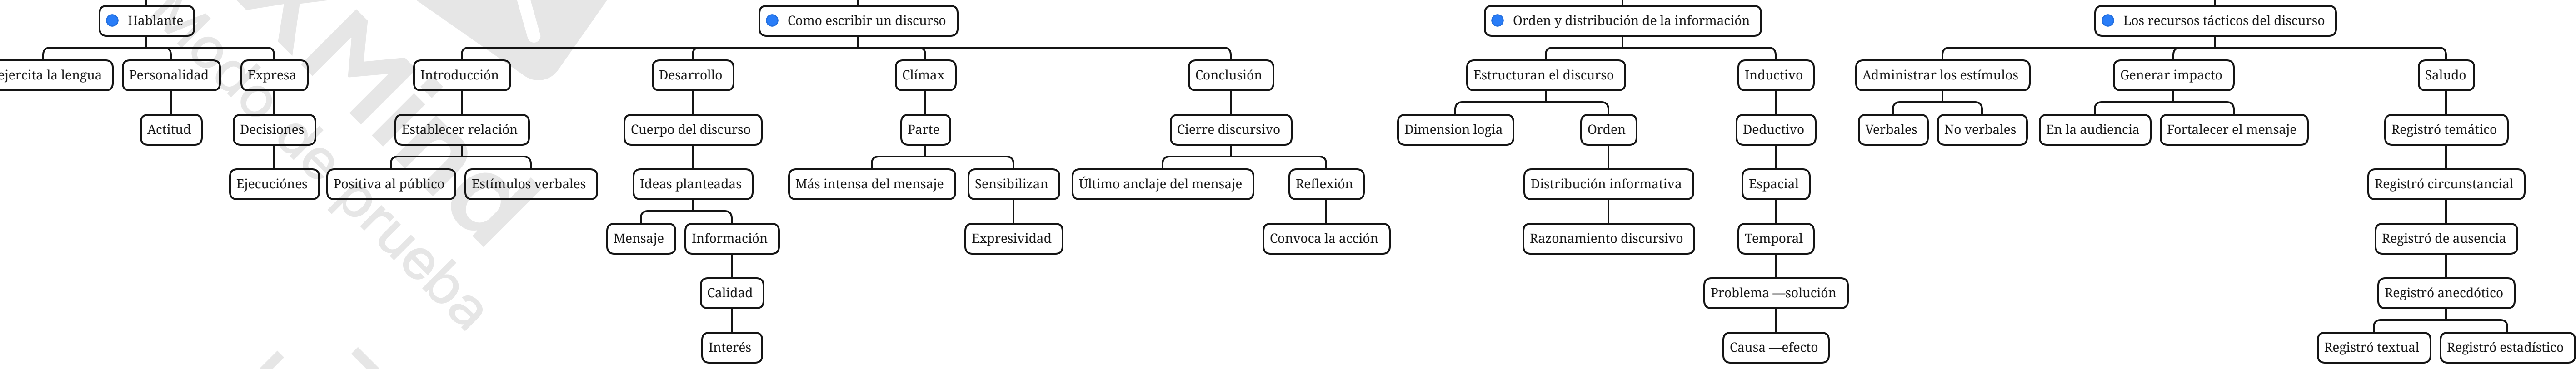 Hablante
Como escribir un discurso
Orden y distribución de la información
Los recursos tácticos del discurso
ejercita la lengua
Personalidad
Expresa
Introducción
Desarrollo
Clímax
Conclusión
Estructuran el discurso
Inductivo
Administrar los estímulos
Generar impacto
Saludo
Actitud
Decisiones
Establecer relación
Cuerpo del discurso
Parte
Cierre discursivo
Dimension logia
Orden
Deductivo
Verbales
No verbales
En la audiencia
Fortalecer el mensaje
Registró temático
Ejecuciónes
Positiva al público
Estímulos verbales
Ideas planteadas
Más intensa del mensaje
Sensibilizan
Último anclaje del mensaje
Reflexión
Distribución informativa
Espacial
Registró circunstancial
Mensaje
Información
Expresividad
Convoca la acción
Razonamiento discursivo
Temporal
Registró de ausencia
Calidad
Problema —solución
Registró anecdótico
Interés
Causa —efecto
Registró textual
Registró estadístico
XMind
Modo de prueba